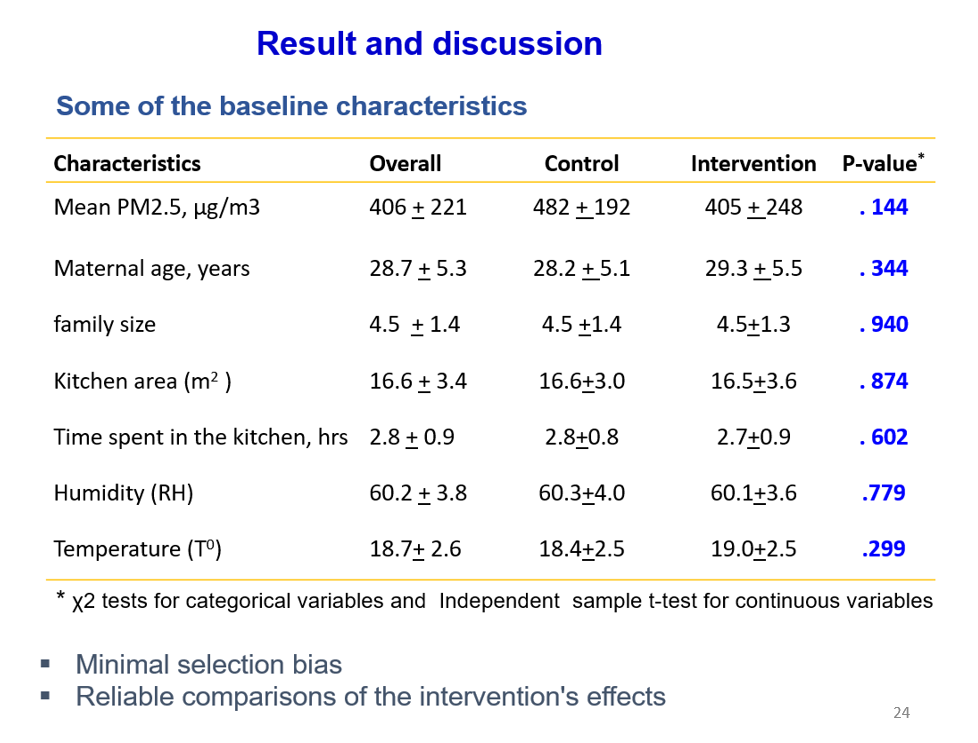 Result and discussion
Some of the baseline characteristics
Characteristics Overall Control Intervention P-value*
Mean PM2.5, µg/m3 406 + 221 482 + 192 405 + 248 . 144
Maternal age, years 28.7 + 5.3 28.2 + 5.1 29.3 + 5.5 . 344
family size 4.5 + 1.4 4.5 +1.4 4.5+1.3 . 940
Kitchen area (m2 ) 16.6 + 3.4 16.6+3.0 16.5+3.6 . 874
Time spent in the kitchen, hrs 2.8 + 0.9 2.8+0.8 2.7+0.9 . 602
Humidity (RH) 60.2 + 3.8 60.3+4.0 60.1+3.6 .779
Temperature (T0) 18.7+ 2.6 18.4+2.5 19.0+2.5 .299
* χ2 tests for categorical variables and Independent sample t-test for continuous variables
▪ Minimal selection bias
▪ Reliable comparisons of the intervention's effects
24